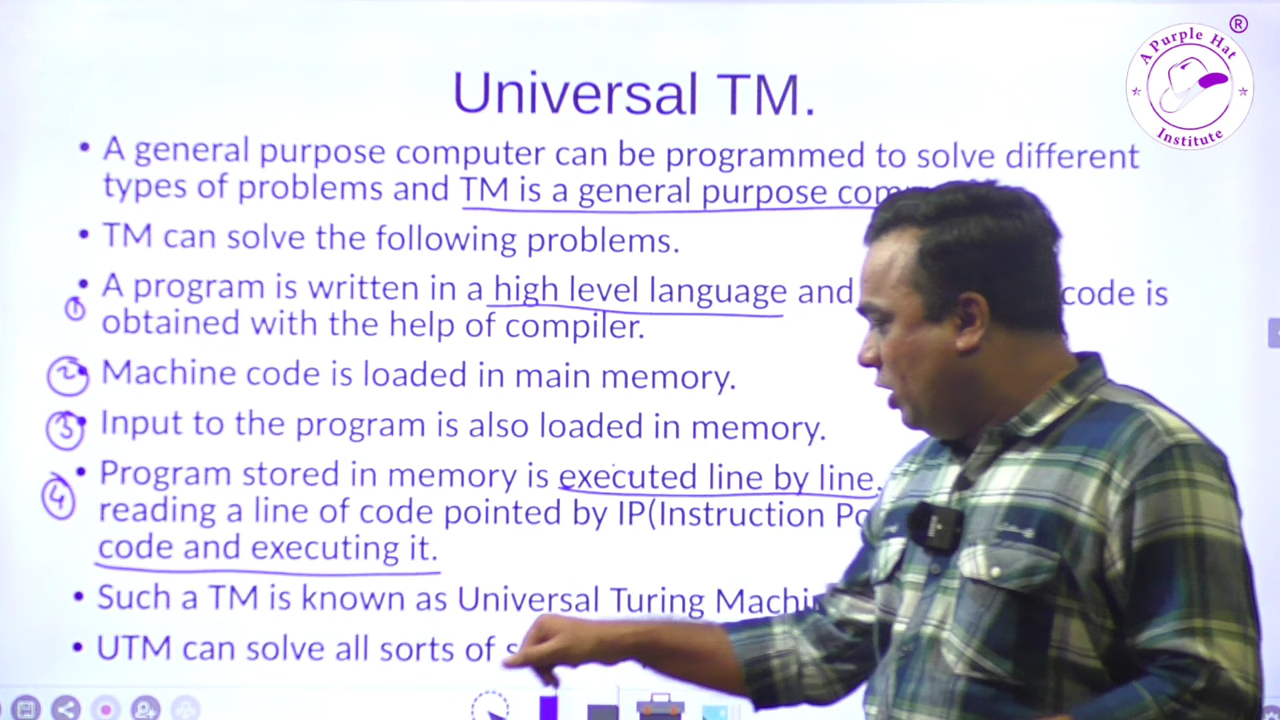 A Purple Hat
Institute
®
Universal TM.
• A general purpose computer can be programmed to solve different
types of problems and TM is a general purpose
• TM can solve the following problems.
• A program is written in a high level language and code is
1
obtained with the help of compiler.
2 • Machine code is loaded in main memory.
3 • Input to the program is also loaded in memory.
• Program stored in memory is executed line by line.
4
reading a line of code pointed by IP(Instruction
code and executing it.
• Such a TM is known as Universal Turing
• UTM can solve all sorts of